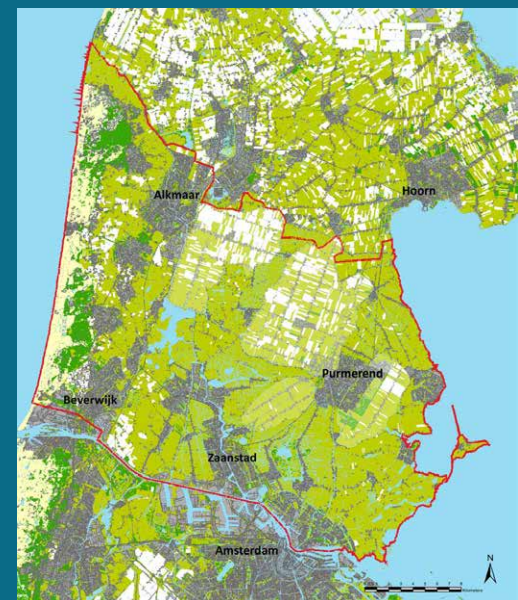 Alkmaar
Hoorn
Purmerend
Beverwijk
Zaanstad
Amsterdam
N